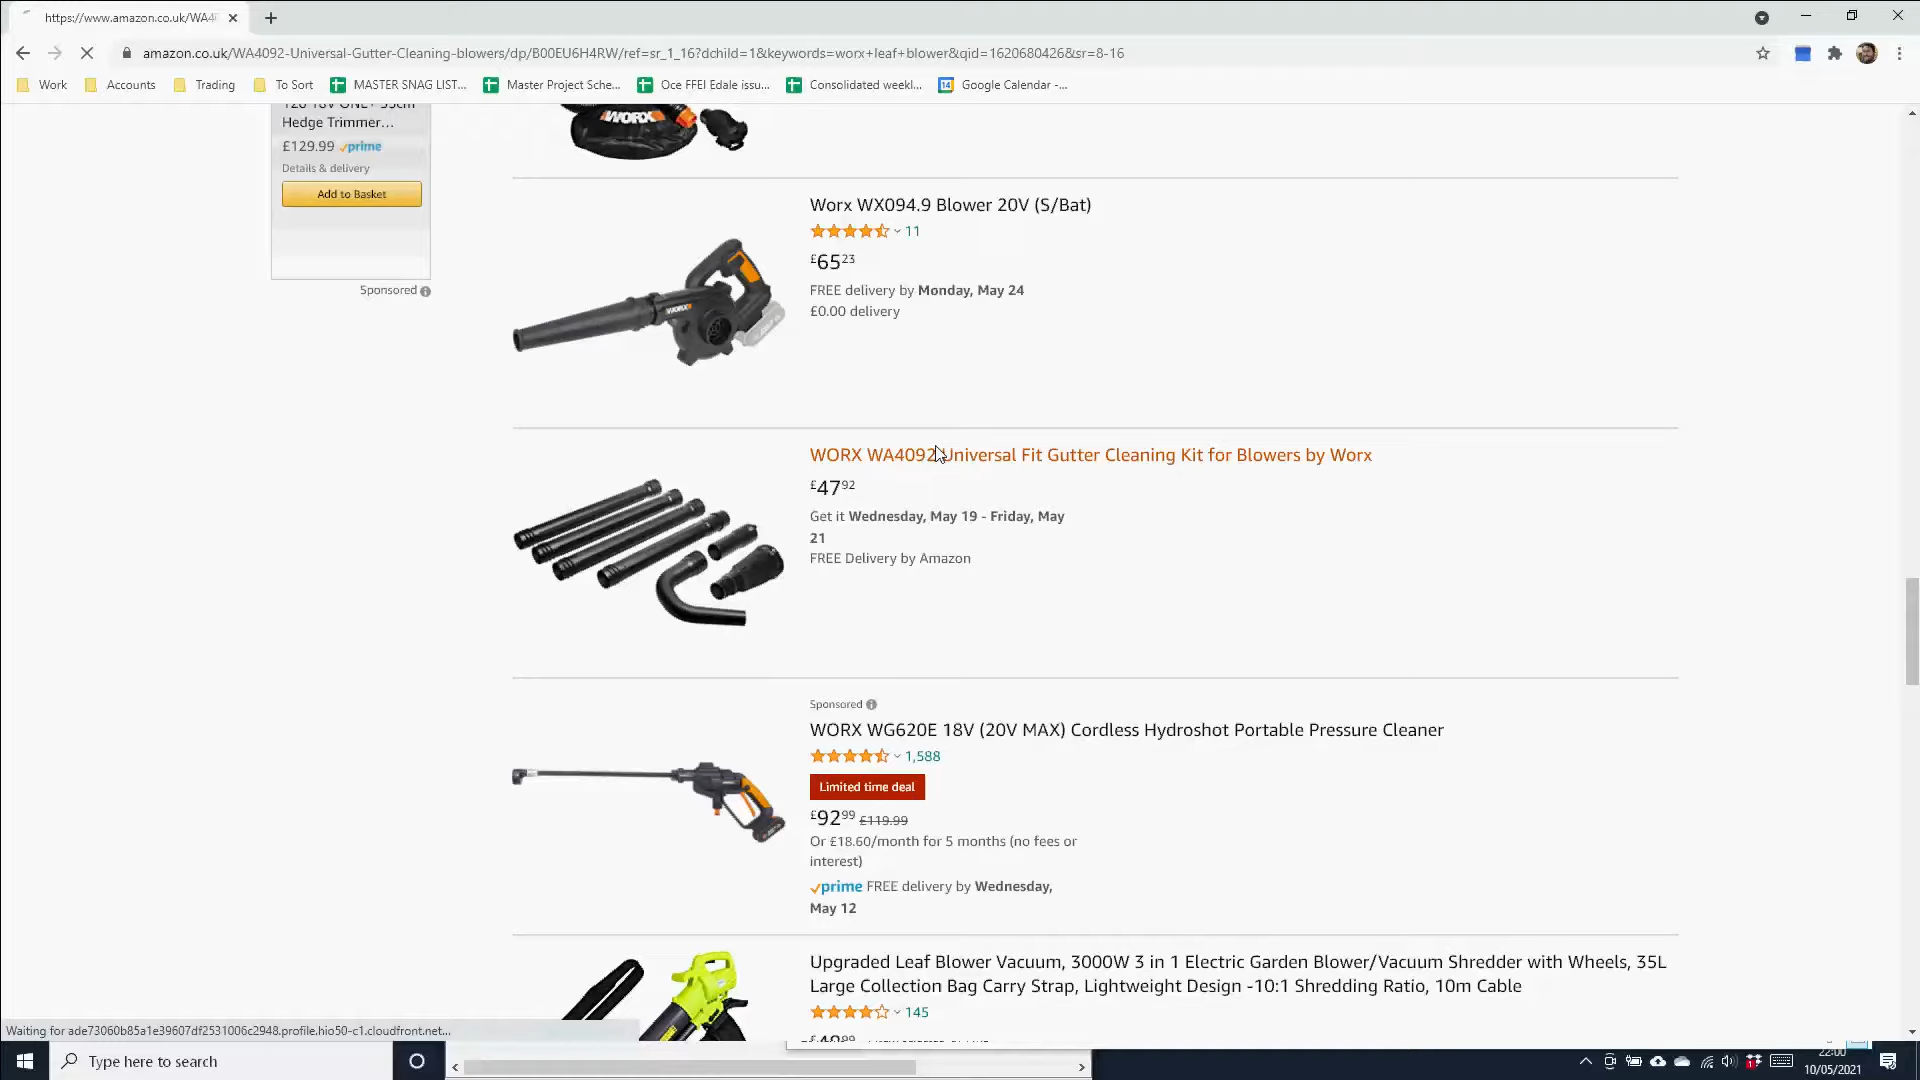 https://www.amazon.co.uk/WA4
amazon.co.uk/WA4092-Universal-Gutter-Cleaning-blowers/dp/B00EU6H4RW/ref=sr_1_16?dchild=1&keywords=worx+leaf+blower&qid=1620680426&sr=8-16
Work Accounts Trading To Sort MASTER SNAG LIST... Master Project Sche... Oce FFEI Edale issu... Consolidated weekl... Google Calendar -...
120 18V ONE+ 55cm
Hedge Trimmer...
£129.99 prime
Details & delivery
Add to Basket
Sponsored
WORX
Worx WX094.9 Blower 20V (S/Bat)
11
£65.23
FREE delivery by Monday, May 24
£0.00 delivery
WORX
WORX WA4092 Universal Fit Gutter Cleaning Kit for Blowers by Worx
£47.92
Get it Wednesday, May 19 - Friday, May
21
FREE Delivery by Amazon
Sponsored
WORX WG620E 18V (20V MAX) Cordless Hydroshot Portable Pressure Cleaner
1,588
Limited time deal
£92.99 £119.99
Or £18.60/month for 5 months (no fees or
interest)
prime FREE delivery by Wednesday,
May 12
Upgraded Leaf Blower Vacuum, 3000W 3 in 1 Electric Garden Blower/Vacuum Shredder with Wheels, 35L
Large Collection Bag Carry Strap, Lightweight Design -10:1 Shredding Ratio, 10m Cable
145
Waiting for ade73060b85a1e39607df2531006c2948.profile.hio50-c1.cloudfront.net...
Type here to search
22:00
10/05/2021